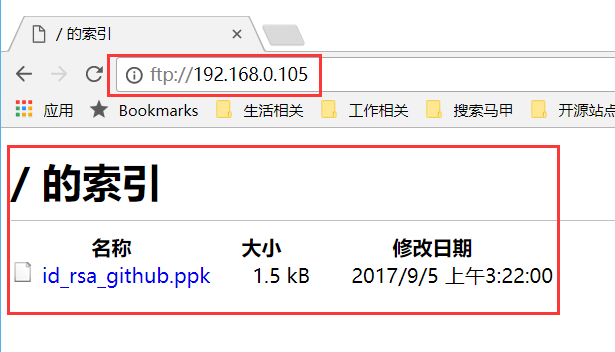 / 的索引
ftp://192.168.0.105
应用 Bookmarks 生活相关 工作相关 搜索马甲 开源站点
/ 的索引
名称 大小 修改日期
id_rsa_github.ppk 1.5 kB 2017/9/5 上午3:22:00